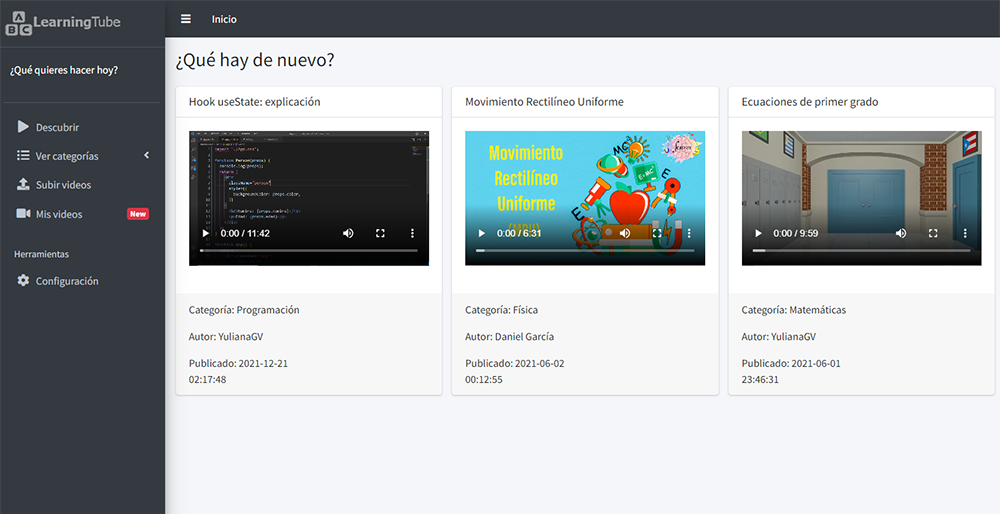 ABC LearningTube
Inicio
¿Qué quieres hacer hoy?
Descubrir
Ver categorías
Subir videos
Mis videos New
Herramientas
Configuración
¿Qué hay de nuevo?
Hook useState: explicación
0:00 / 11:42
Categoría: Programación
Autor: YulianaGV
Publicado: 2021-12-21
02:17:48
Movimiento Rectilíneo Uniforme
Movimiento
Rectilíneo
Uniforme
(MRU)
E=MC²
0:00 / 6:31
Categoría: Física
Autor: Daniel García
Publicado: 2021-06-02
00:12:55
Ecuaciones de primer grado
0:00 / 9:59
Categoría: Matemáticas
Autor: YulianaGV
Publicado: 2021-06-01
23:46:31